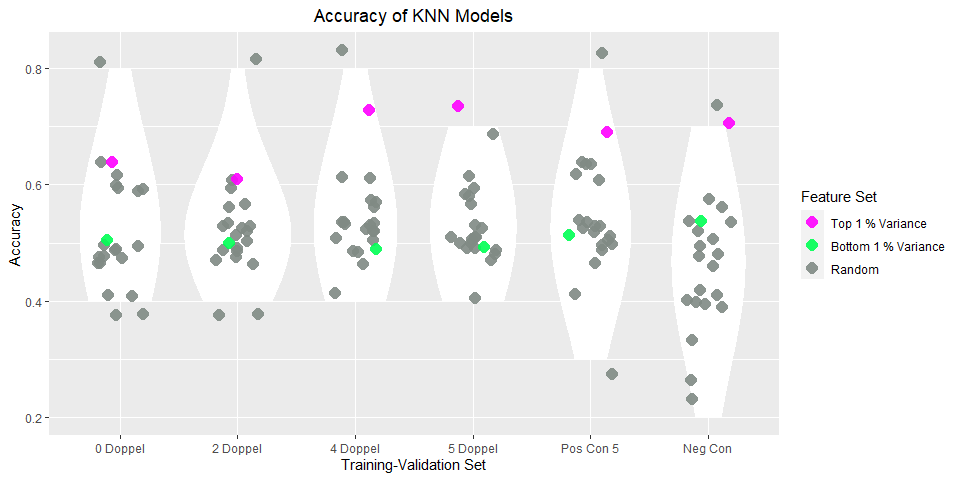 Accuracy of KNN Models
Accuracy
0.8
0.6
0.4
0.2
0 Doppel
2 Doppel
4 Doppel
5 Doppel
Pos Con 5
Neg Con
Training-Validation Set
Feature Set
Top 1 % Variance
Bottom 1 % Variance
Random